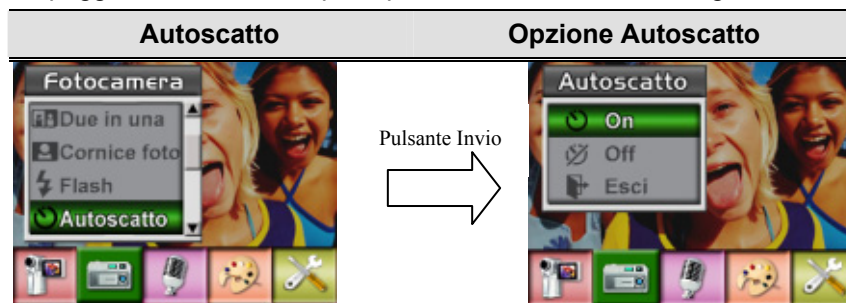 Autoscatto
Opzione Autoscatto
Fotocamera
Due in una
Cornice foto
Flash
Autoscatto
Pulsante Invio
Autoscatto
On
Off
Esci